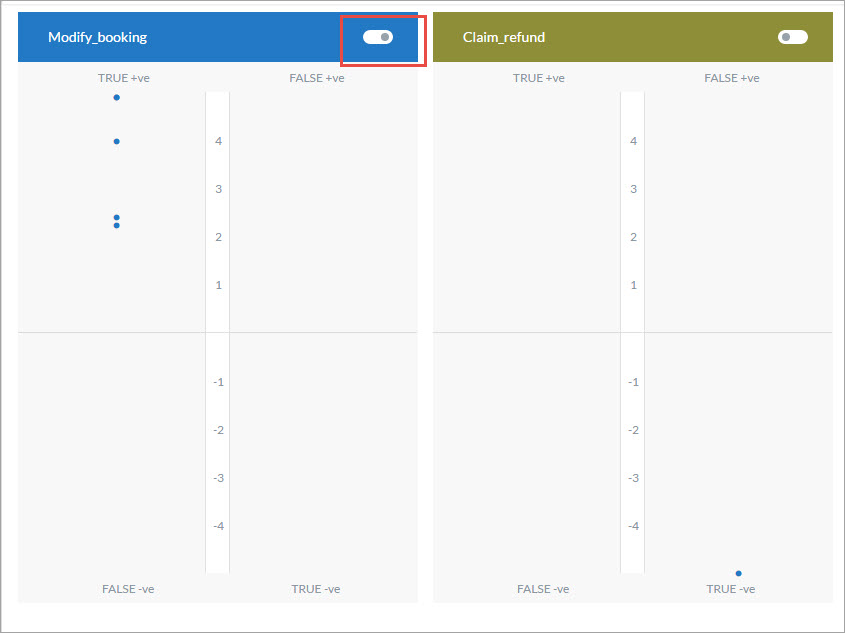 Modify_booking
TRUE +ve
FALSE +ve
4
3
2
1
-1
-2
-3
-4
FALSE -ve
TRUE -ve
Claim_refund
TRUE +ve
FALSE +ve
4
3
2
1
-1
-2
-3
-4
FALSE -ve
TRUE -ve